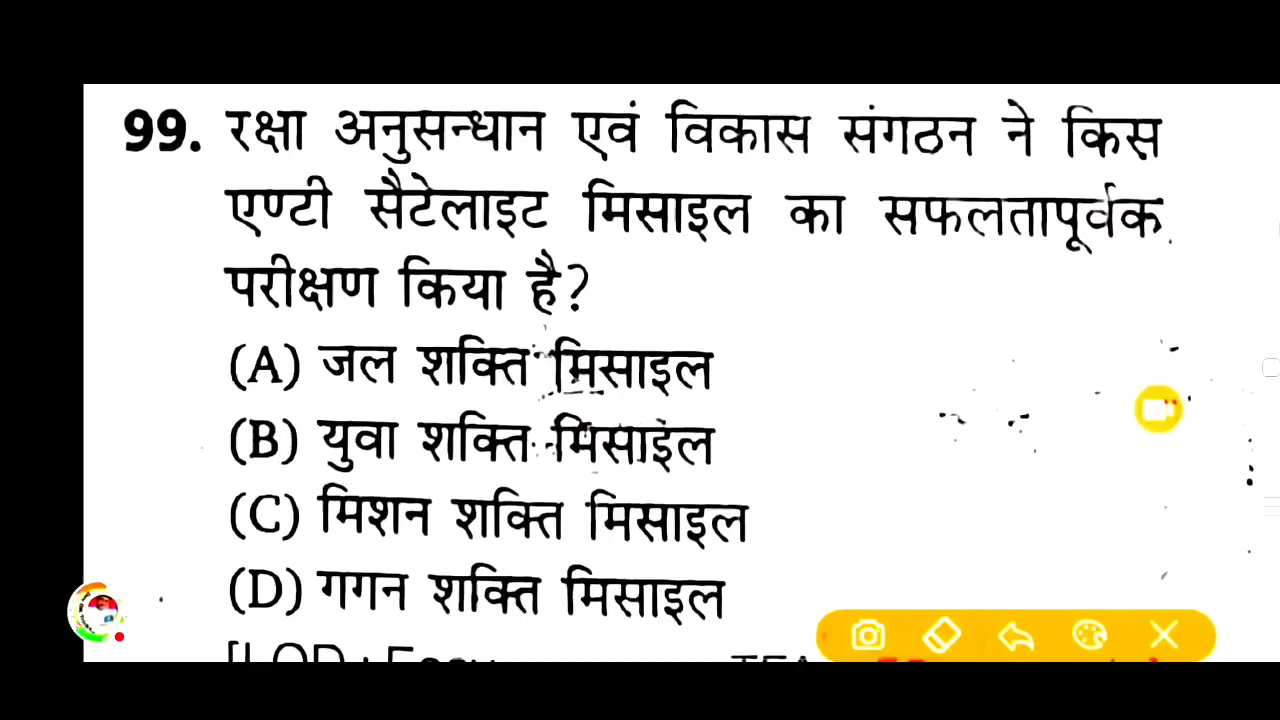 99. रक्षा अनुसन्धान एवं विकास संगठन ने किस
एण्टी सैटेलाइट मिसाइल का सफलतापूर्वक
परीक्षण किया है?
(A) जल शक्ति मिसाइल
(B) युवा शक्ति मिसाइल
(C) मिशन शक्ति मिसाइल
(D) गगन शक्ति मिसाइल